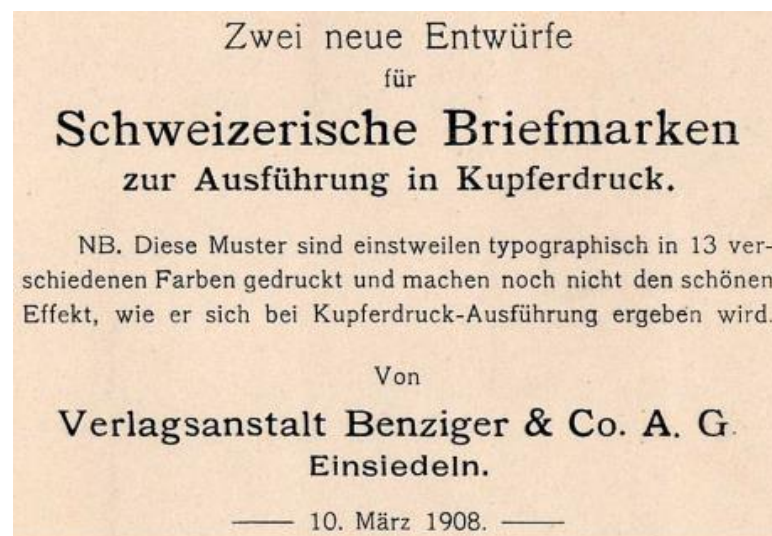 Zwei neue Entwürfe
für
Schweizerische Briefmarken
zur Ausführung in Kupferdruck.
NB. Diese Muster sind einstweilen typographisch in 13 ver-
schiedenen Farben gedruckt und machen noch nicht den schönen
Effekt, wie er sich bei Kupferdruck-Ausführung ergeben wird.
Von
Verlagsanstalt Benziger & Co. A. G.
Einsiedeln.
—— 10. März 1908. ——